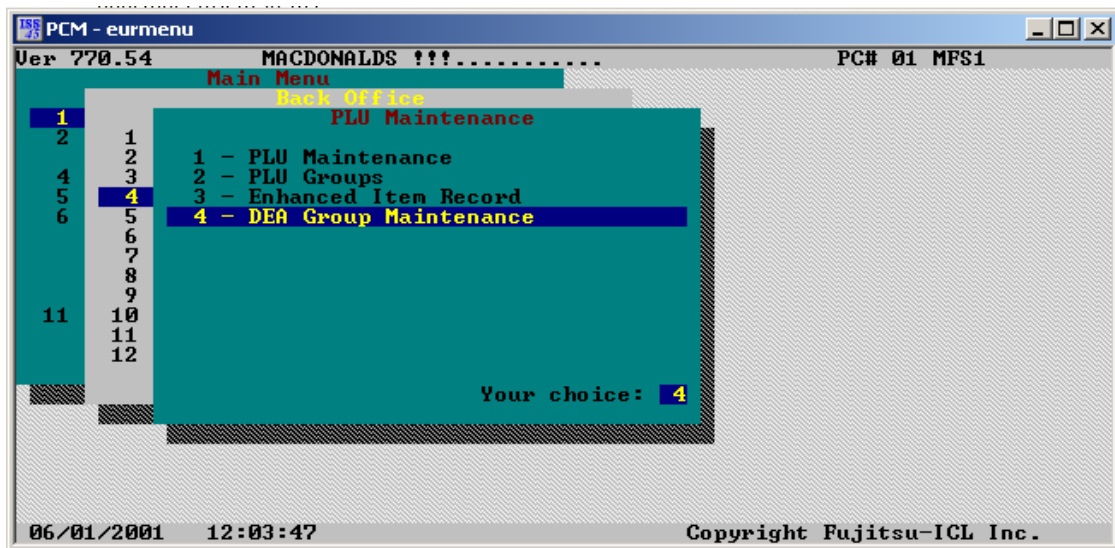 ISS 45 PCM - eurmenu
Ver 770.54 MACDONALDS !!!........... PC# 01 MFS1
Main Menu
Back Office
1 PLU Maintenance
2 1
2 1 - PLU Maintenance
4 3 2 - PLU Groups
5 4 3 - Enhanced Item Record
6 5 4 - DEA Group Maintenance
6
7
8
9
11 10
11
12
Your choice: 4
06/01/2001 12:03:47 Copyright Fujitsu-ICL Inc.